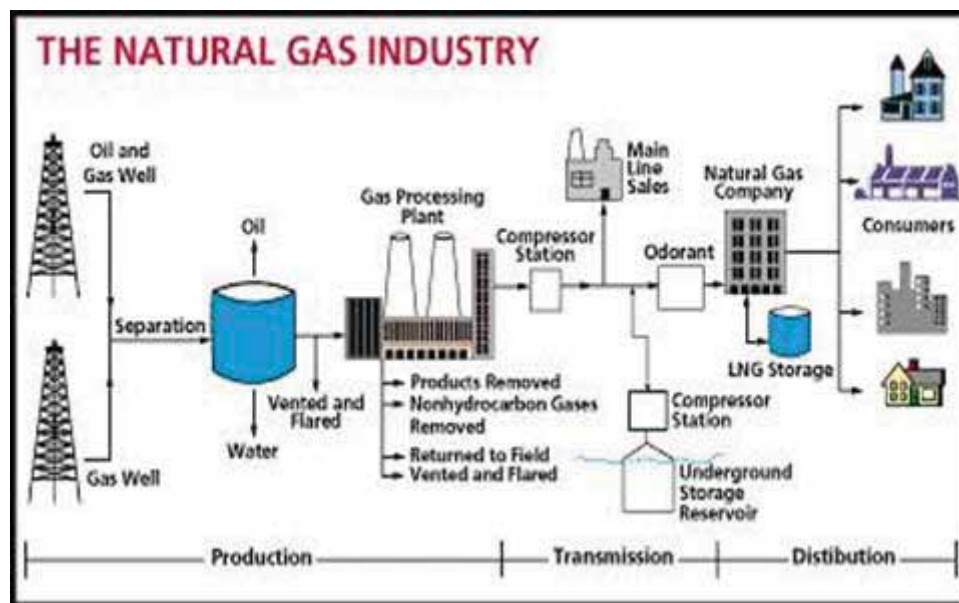 THE NATURAL GAS INDUSTRY
Oil and
Gas Well
Oil
Gas Processing
Plant
Compressor
Station
Main
Line
Sales
Natural Gas
Company
Odorant
Consumers
Separation
Vented and
Flared
Water
Gas Well
Products Removed
Nonhydrocarbon Gases
Removed
Returned to Field
Vented and Flared
LNG Storage
Compressor
Station
Underground
Storage
Reservoir
Production
Transmission
Distibution